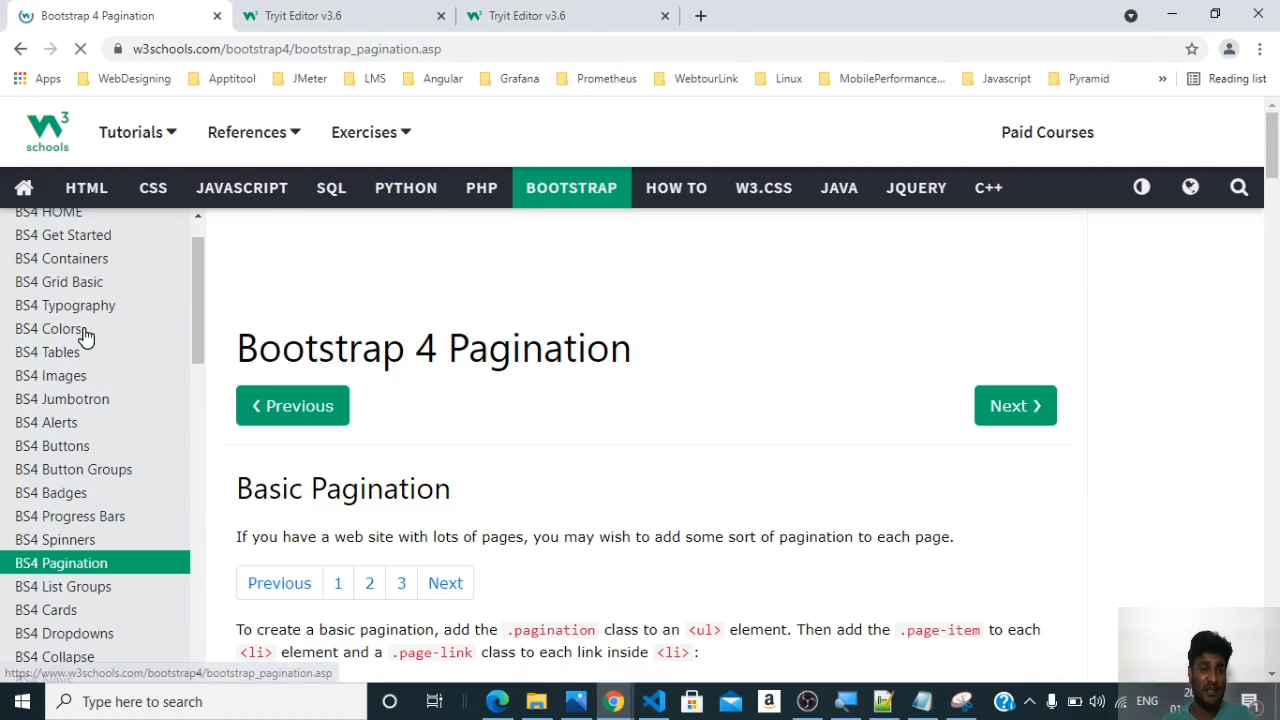 Bootstrap 4 Pagination
Tryit Editor v3.6
Tryit Editor v3.6
w3schools.com/bootstrap4/bootstrap_pagination.asp
Apps
WebDesigning
Apptitool
JMeter
LMS
Angular
Grafana
Prometheus
WebtourLink
Linux
MobilePerformance...
Javascript
Pyramid
»
Reading list
W3
schools
Tutorials
References
Exercises
Paid Courses
HTML
CSS
JAVASCRIPT
SQL
PYTHON
PHP
BOOTSTRAP
HOW TO
W3.CSS
JAVA
JQUERY
C++
BS4 HOME
BS4 Get Started
BS4 Containers
BS4 Grid Basic
BS4 Typography
BS4 Colors
BS4 Tables
BS4 Images
BS4 Jumbotron
BS4 Alerts
BS4 Buttons
BS4 Button Groups
BS4 Badges
BS4 Progress Bars
BS4 Spinners
BS4 Pagination
BS4 List Groups
BS4 Cards
BS4 Dropdowns
BS4 Collapse
Bootstrap 4 Pagination
❮ Previous
Next ❯
Basic Pagination
If you have a web site with lots of pages, you may wish to add some sort of pagination to each page.
Previous 1 2 3 Next
To create a basic pagination, add the .pagination class to an <ul> element. Then add the .page-item to each
<li> element and a .page-link class to each link inside <li>:
https://www.w3schools.com/bootstrap4/bootstrap_pagination.asp
Type here to search
ENG